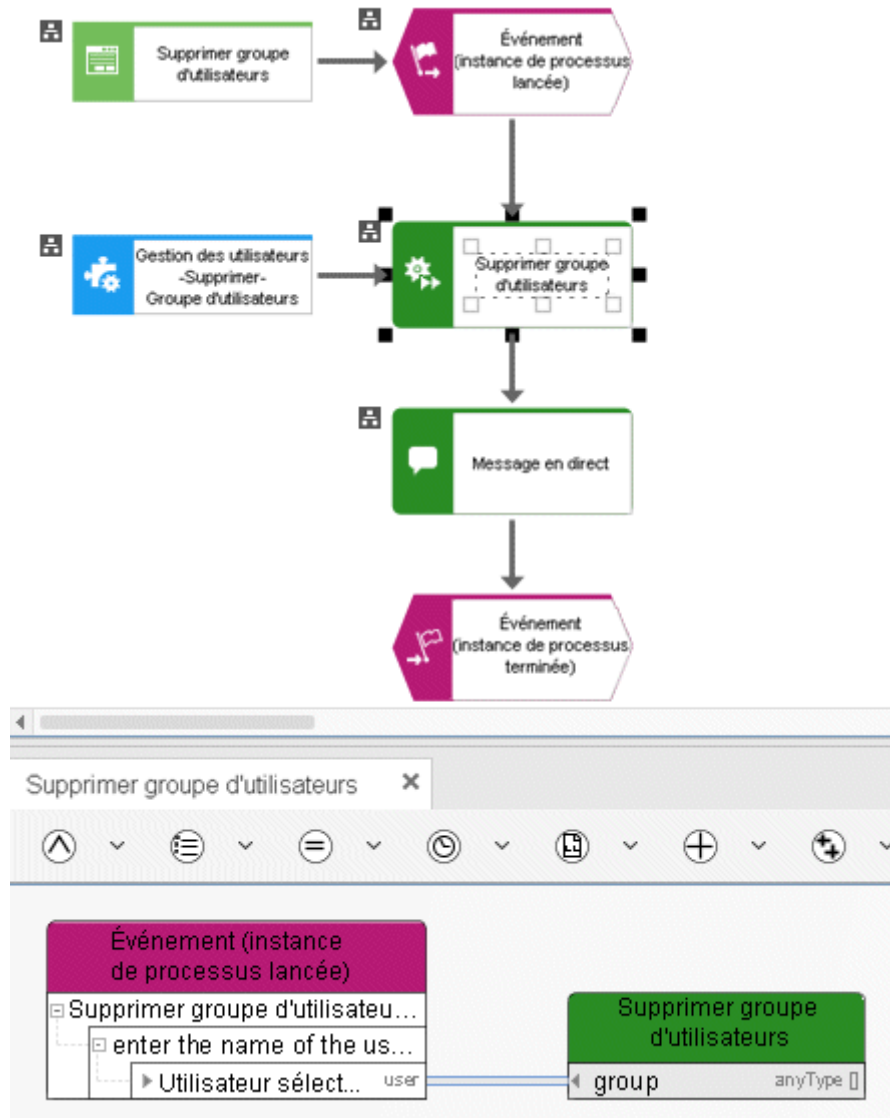 Supprimer groupe
d'utilisateurs
Événement
(instance de processus
lancée)
Gestion des utilisateurs
-Supprimer-
Groupe d'utilisateurs
Supprimer groupe
d'utilisateurs
Message en direct
Événement
(instance de processus
terminée)
Supprimer groupe d'utilisateurs
Événement (instance
de processus lancée)
Supprimer groupe d'utilisateu...
enter the name of the us...
Utilisateur sélect... user
Supprimer groupe
d'utilisateurs
group anyType []